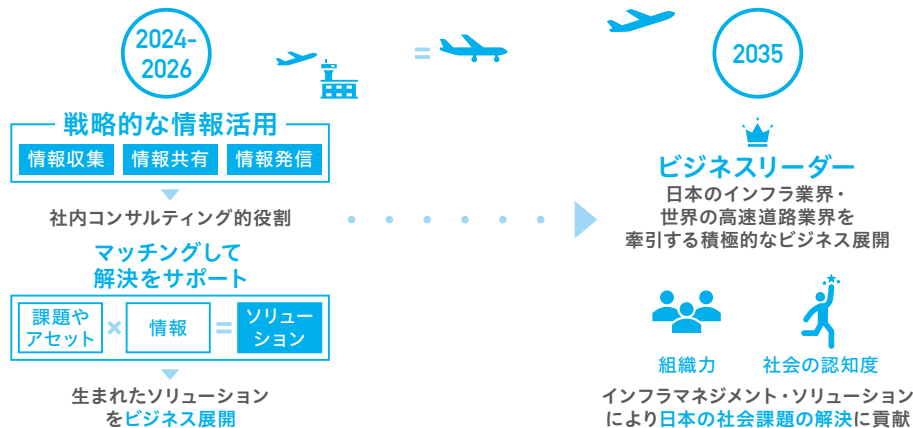 2024-
2026
戦略的な情報活用
情報収集 情報共有 情報発信
社内コンサルティング的役割
マッチングして
解決をサポート
課題や
アセット
×
情報
=
ソリュー
ション
生まれたソリューション
をビジネス展開
=
2035
ビジネスリーダー
日本のインフラ業界・
世界の高速道路業界を
牽引する積極的なビジネス展開
組織力
社会の認知度
インフラマネジメント・ソリューション
により日本の社会課題の解決に貢献